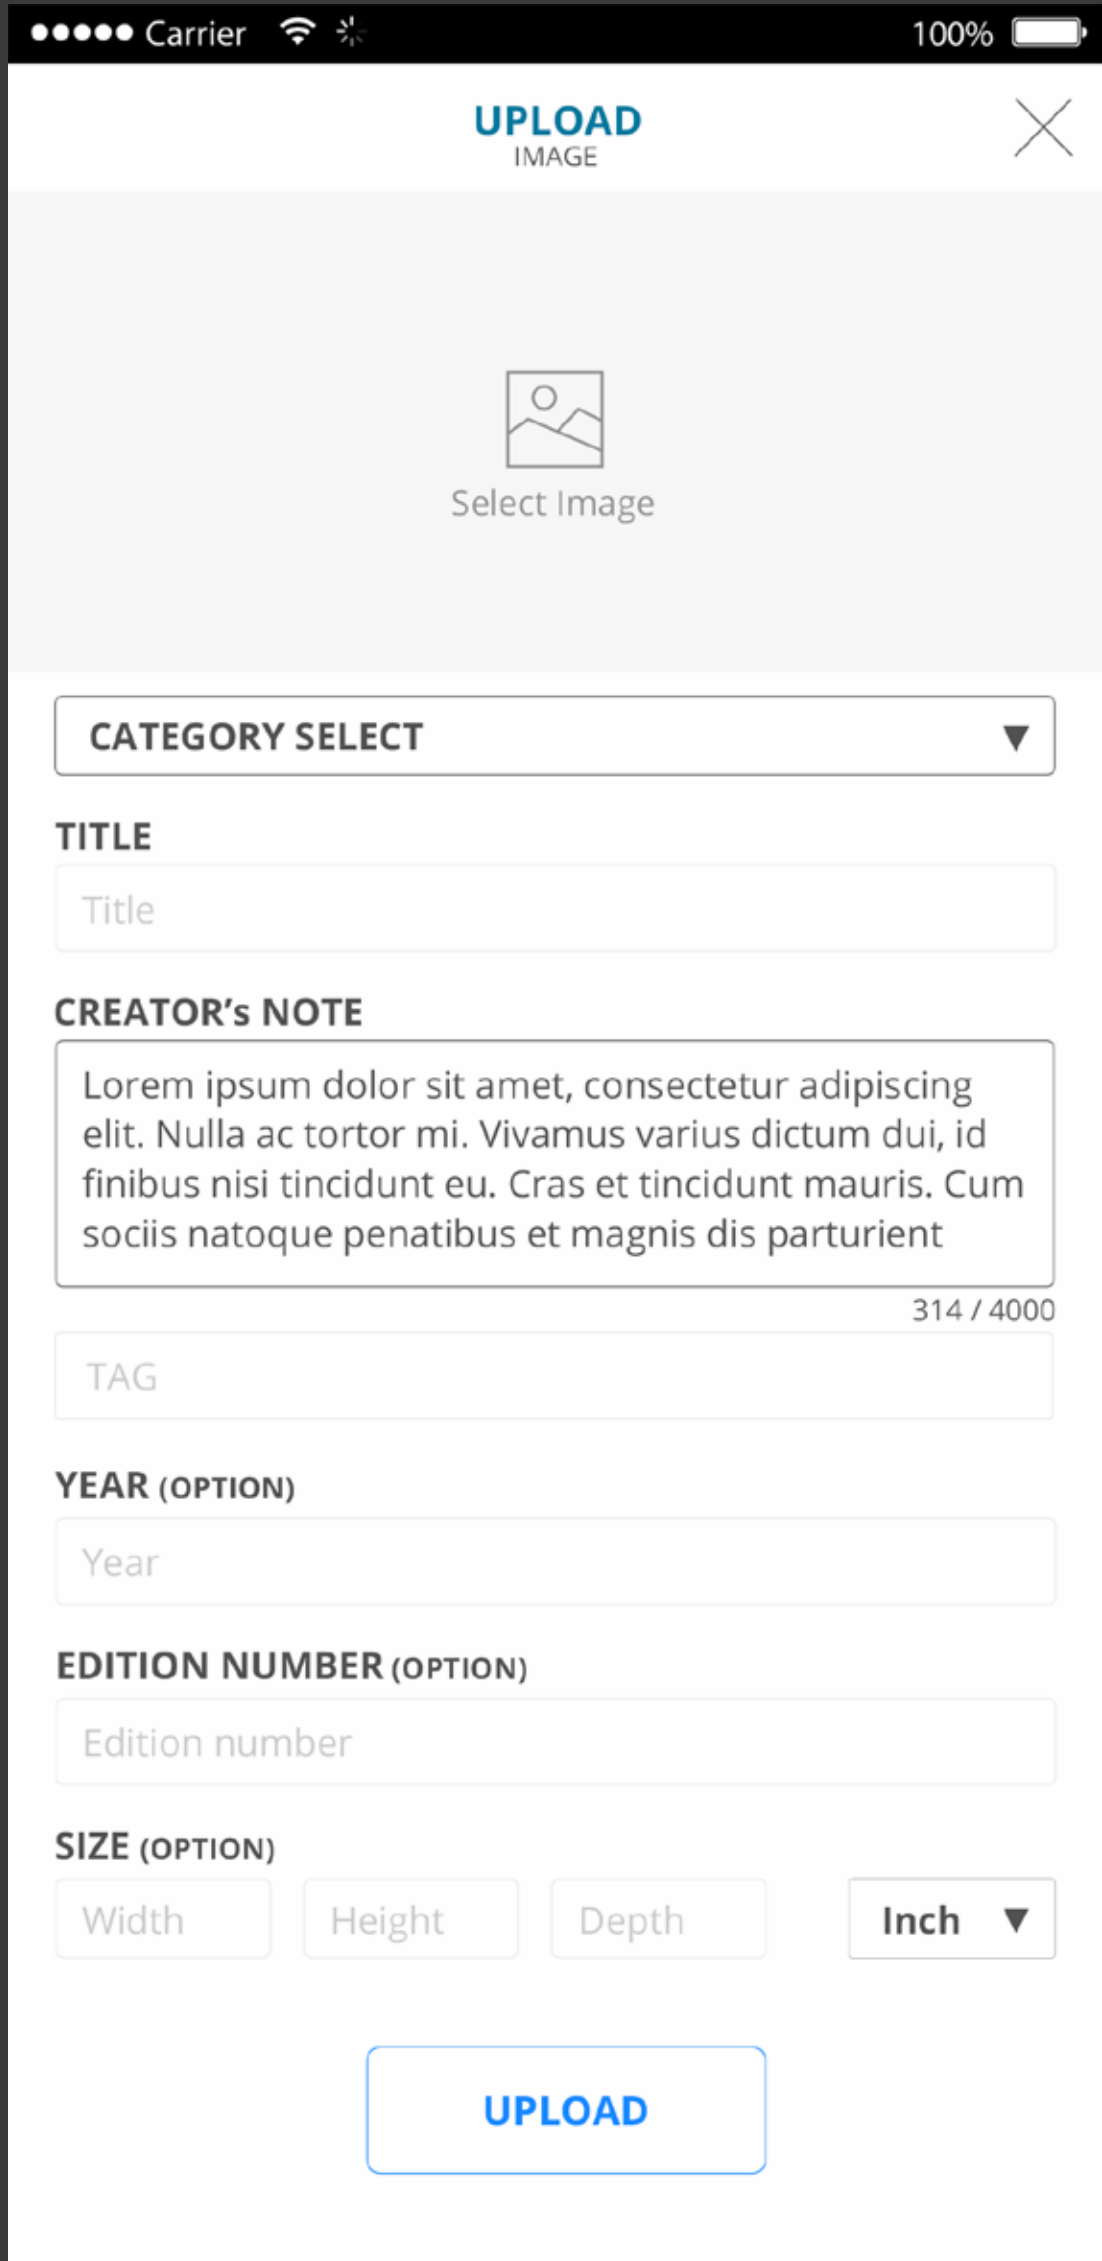 Carrier 100%
UPLOAD
IMAGE
Select Image
CATEGORY SELECT ▼
TITLE
Title
CREATOR’s NOTE
Lorem ipsum dolor sit amet, consectetur adipiscing
elit. Nulla ac tortor mi. Vivamus varius dictum dui, id
finibus nisi tincidunt eu. Cras et tincidunt mauris. Cum
sociis natoque penatibus et magnis dis parturient
314 / 4000
TAG
YEAR (OPTION)
Year
EDITION NUMBER (OPTION)
Edition number
SIZE (OPTION)
Width Height Depth Inch ▼
UPLOAD